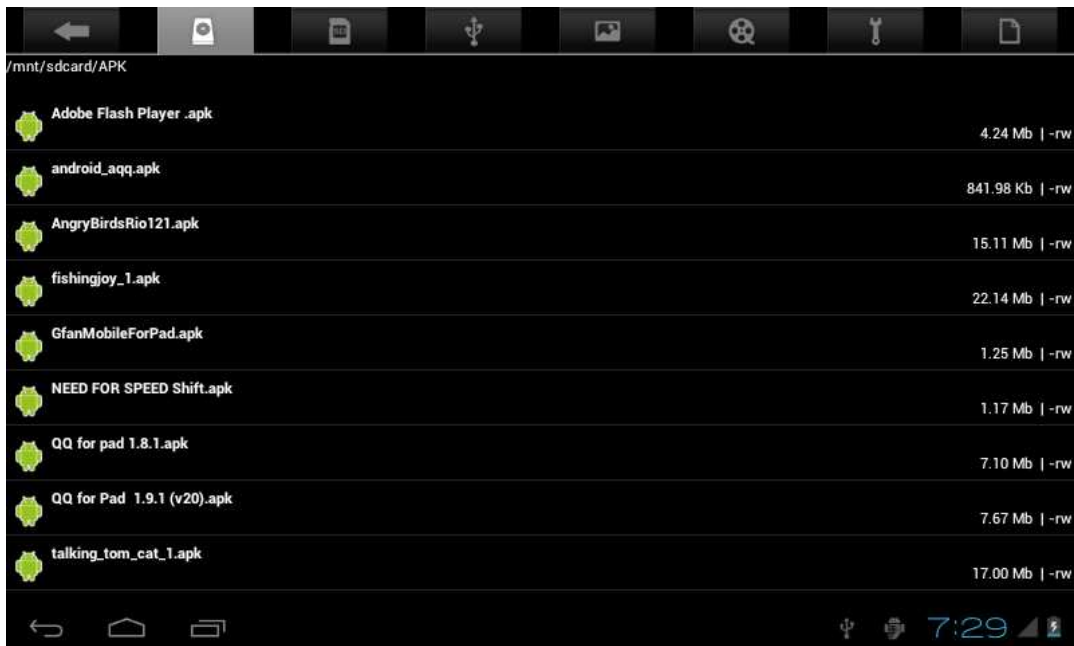 /mnt/sdcard/APK
Adobe Flash Player .apk
4.24 Mb | -rw
android_aqq.apk
841.98 Kb | -rw
AngryBirdsRio121.apk
15.11 Mb | -rw
fishingjoy_1.apk
22.14 Mb | -rw
GfanMobileForPad.apk
1.25 Mb | -rw
NEED FOR SPEED Shift.apk
1.17 Mb | -rw
QQ for pad 1.8.1.apk
7.10 Mb | -rw
QQ for Pad  1.9.1 (v20).apk
7.67 Mb | -rw
talking_tom_cat_1.apk
17.00 Mb | -rw
7:29